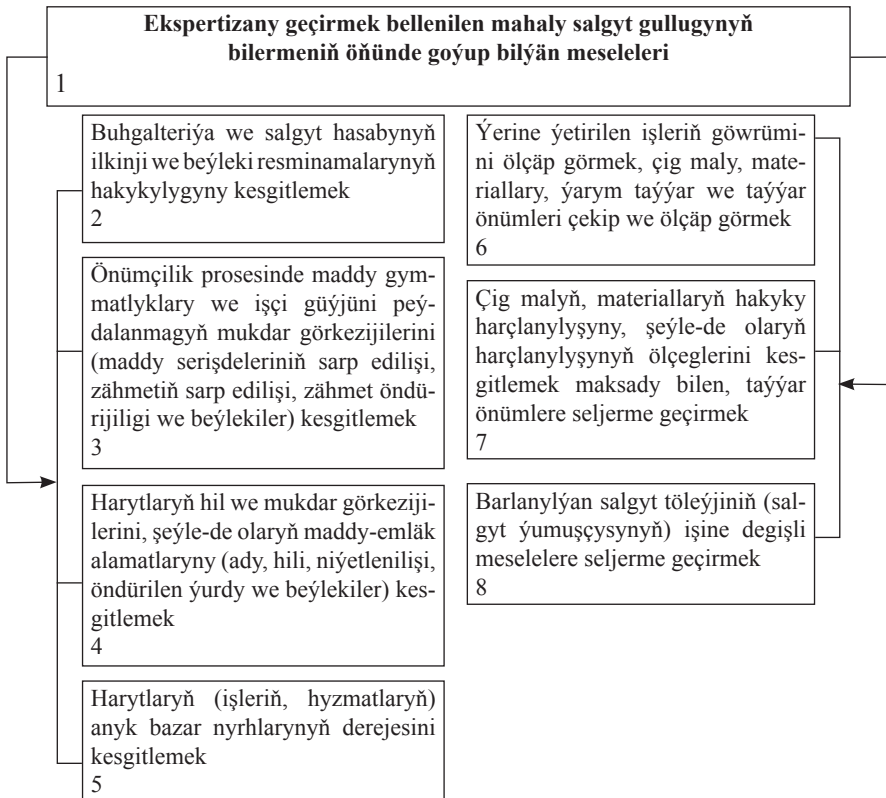 Ekspertizany geçirmek bellenilen mahaly salgyt gullugynyň
bilermeniň öňünde goýup bilýän meseleleri
1
Buhgalteriýa we salgyt hasabynyň
ilkinji we beýleki resminamalarynyň
hakykylygyny kesgitlemek
2
Önümçilik prosesinde maddy gym-
matlyklary we işçi güýjüni peý-
dalanmagyň mukdar görkezijilerini
(maddy serişdeleriniň sarp edilişi,
zähmetiň sarp edilişi, zähmet öndü-
rijiligi we beýlekiler) kesgitlemek
3
Harytlaryň hil we mukdar görkeziji-
lerini, şeýle-de olaryň maddy-emläk
alamatlaryny (ady, hili, niýetlenilişi,
öndürilen ýurdy we beýlekiler) kes-
gitlemek
4
Harytlaryň (işleriň, hyzmatlaryň)
anyk bazar nyrhlarynyň derejesini
kesgitlemek
5
Ýerine ýetirilen işleriň göwrümi-
ni ölçäp görmek, çig maly, mate-
riallary, ýarym taýýar we taýýar
önümleri çekip we ölçäp görmek
6
Çig malyň, materiallaryň hakyky
harçlanylyşyny, şeýle-de olaryň
harçlanylyşynyň ölçeglerini kes-
gitlemek maksady bilen, taýýar
önümlere seljerme geçirmek
7
Barlanylýan salgyt töleýjiniň (sal-
gyt ýumuşçysynyň) işine degişli
meselelere seljerme geçirmek
8